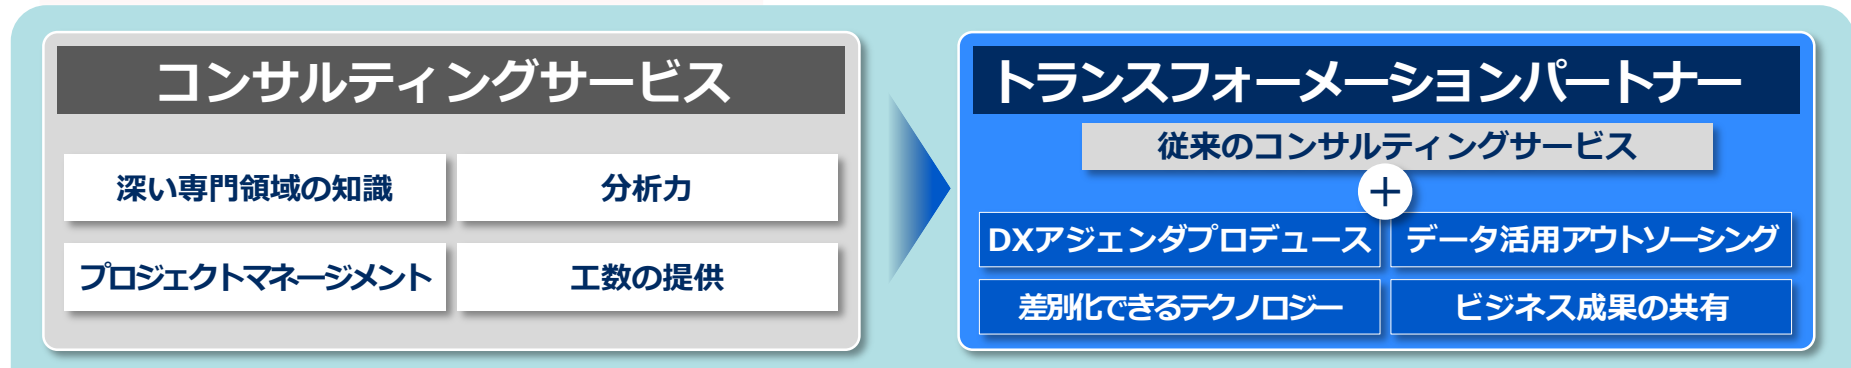 コンサルティングサービス
深い専門領域の知識
分析力
プロジェクトマネージメント
工数の提供
トランスフォーメーションパートナー
従来のコンサルティングサービス
＋
DXアジェンダプロデュース
データ活用アウトソーシング
差別化できるテクノロジー
ビジネス成果の共有